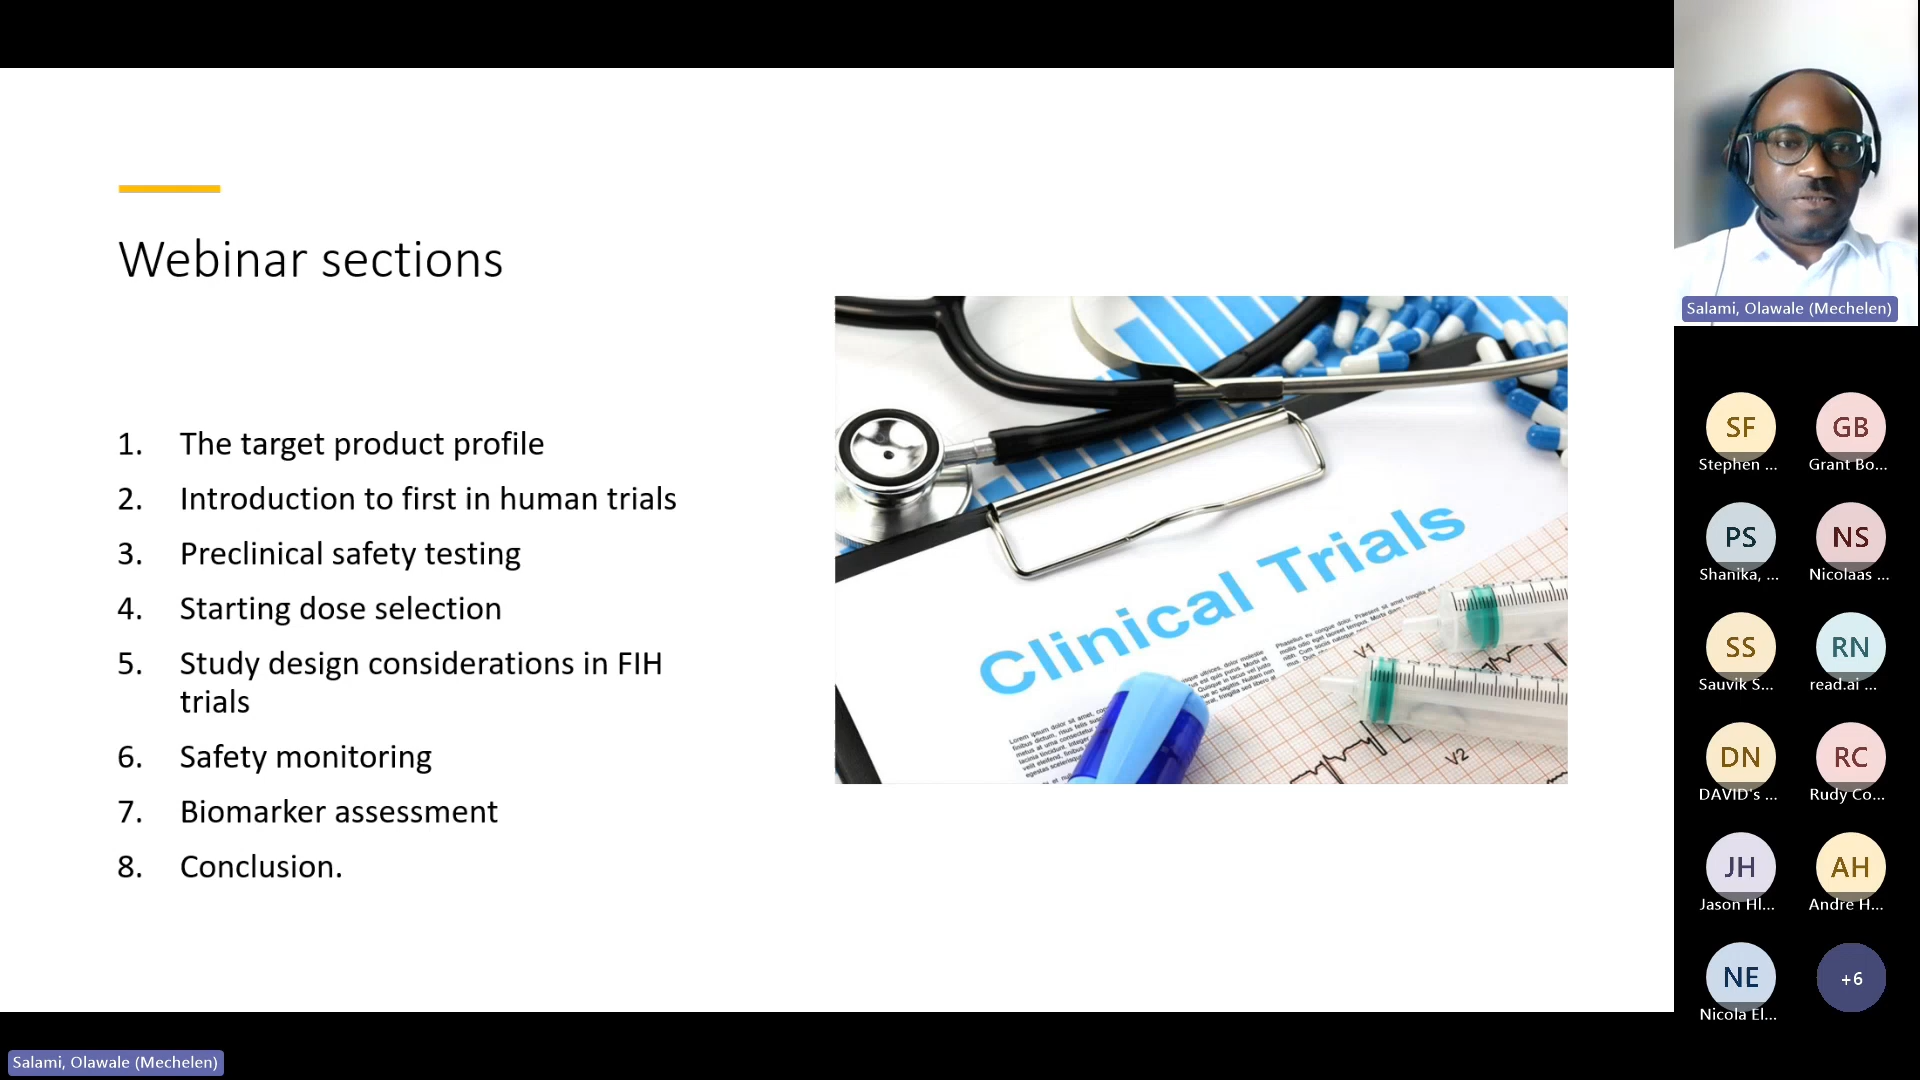 Webinar sections
1. The target product profile
2. Introduction to first in human trials
3. Preclinical safety testing
4. Starting dose selection
5. Study design considerations in FIH
trials
6. Safety monitoring
7. Biomarker assessment
8. Conclusion.
Clinical Trials
V1
V2
Salami, Olawale (Mechelen)
SF
Stephen ...
GB
Grant Bo...
PS
Shanika, ...
NS
Nicolaas ...
SS
Sauvik S...
RN
read.ai ...
DN
DAVID's ...
RC
Rudy Co...
JH
Jason Hl...
AH
Andre H...
NE
Nicola El...
+6
Salami, Olawale (Mechelen)